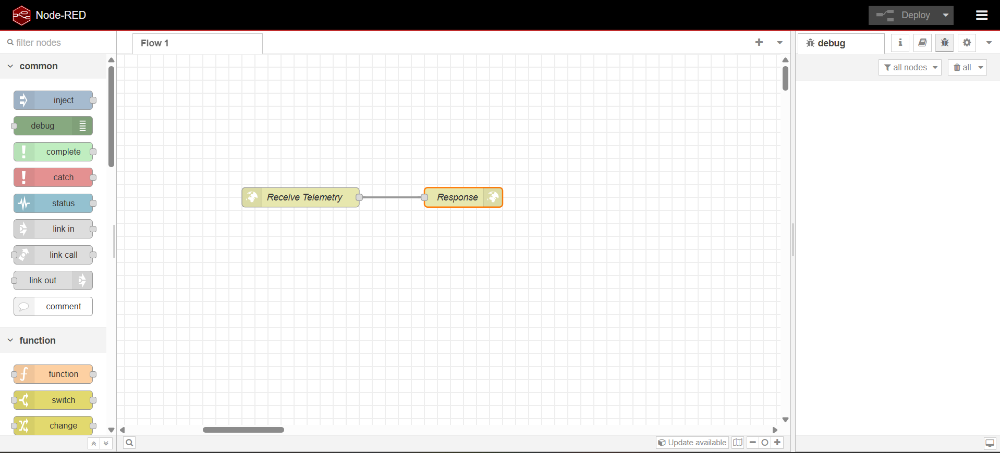 Node-RED
Deploy
filter nodes
Flow 1
debug
i
all nodes
all
common
inject
debug
complete
catch
status
link in
link call
link out
comment
function
function
switch
change
Receive Telemetry
Response
Update available